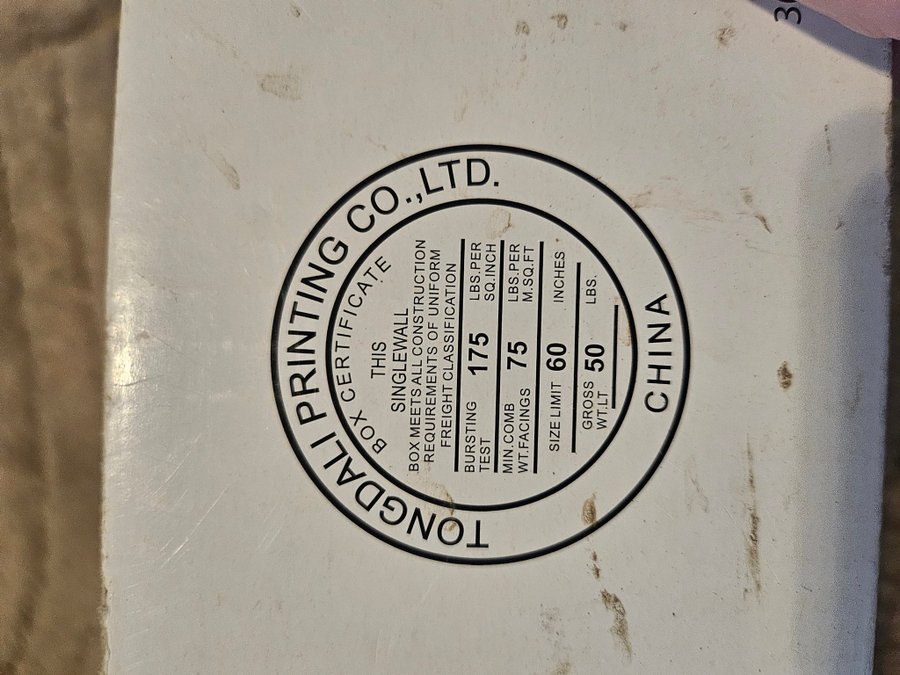 TONGDALI PRINTING CO.,LTD.
BOX CERTIFICATE
THIS
SINGLEWALL
BOX MEETS ALL CONSTRUCTION
REQUIREMENTS OF UNIFORM
FREIGHT CLASSIFICATION
BURSTING TEST 175 LBS.PER SQ.INCH
MIN.COMB WT.FACINGS 75 LBS.PER M.SQ.FT
SIZE LIMIT 60 INCHES
GROSS WT.LT 50 LBS.
CHINA